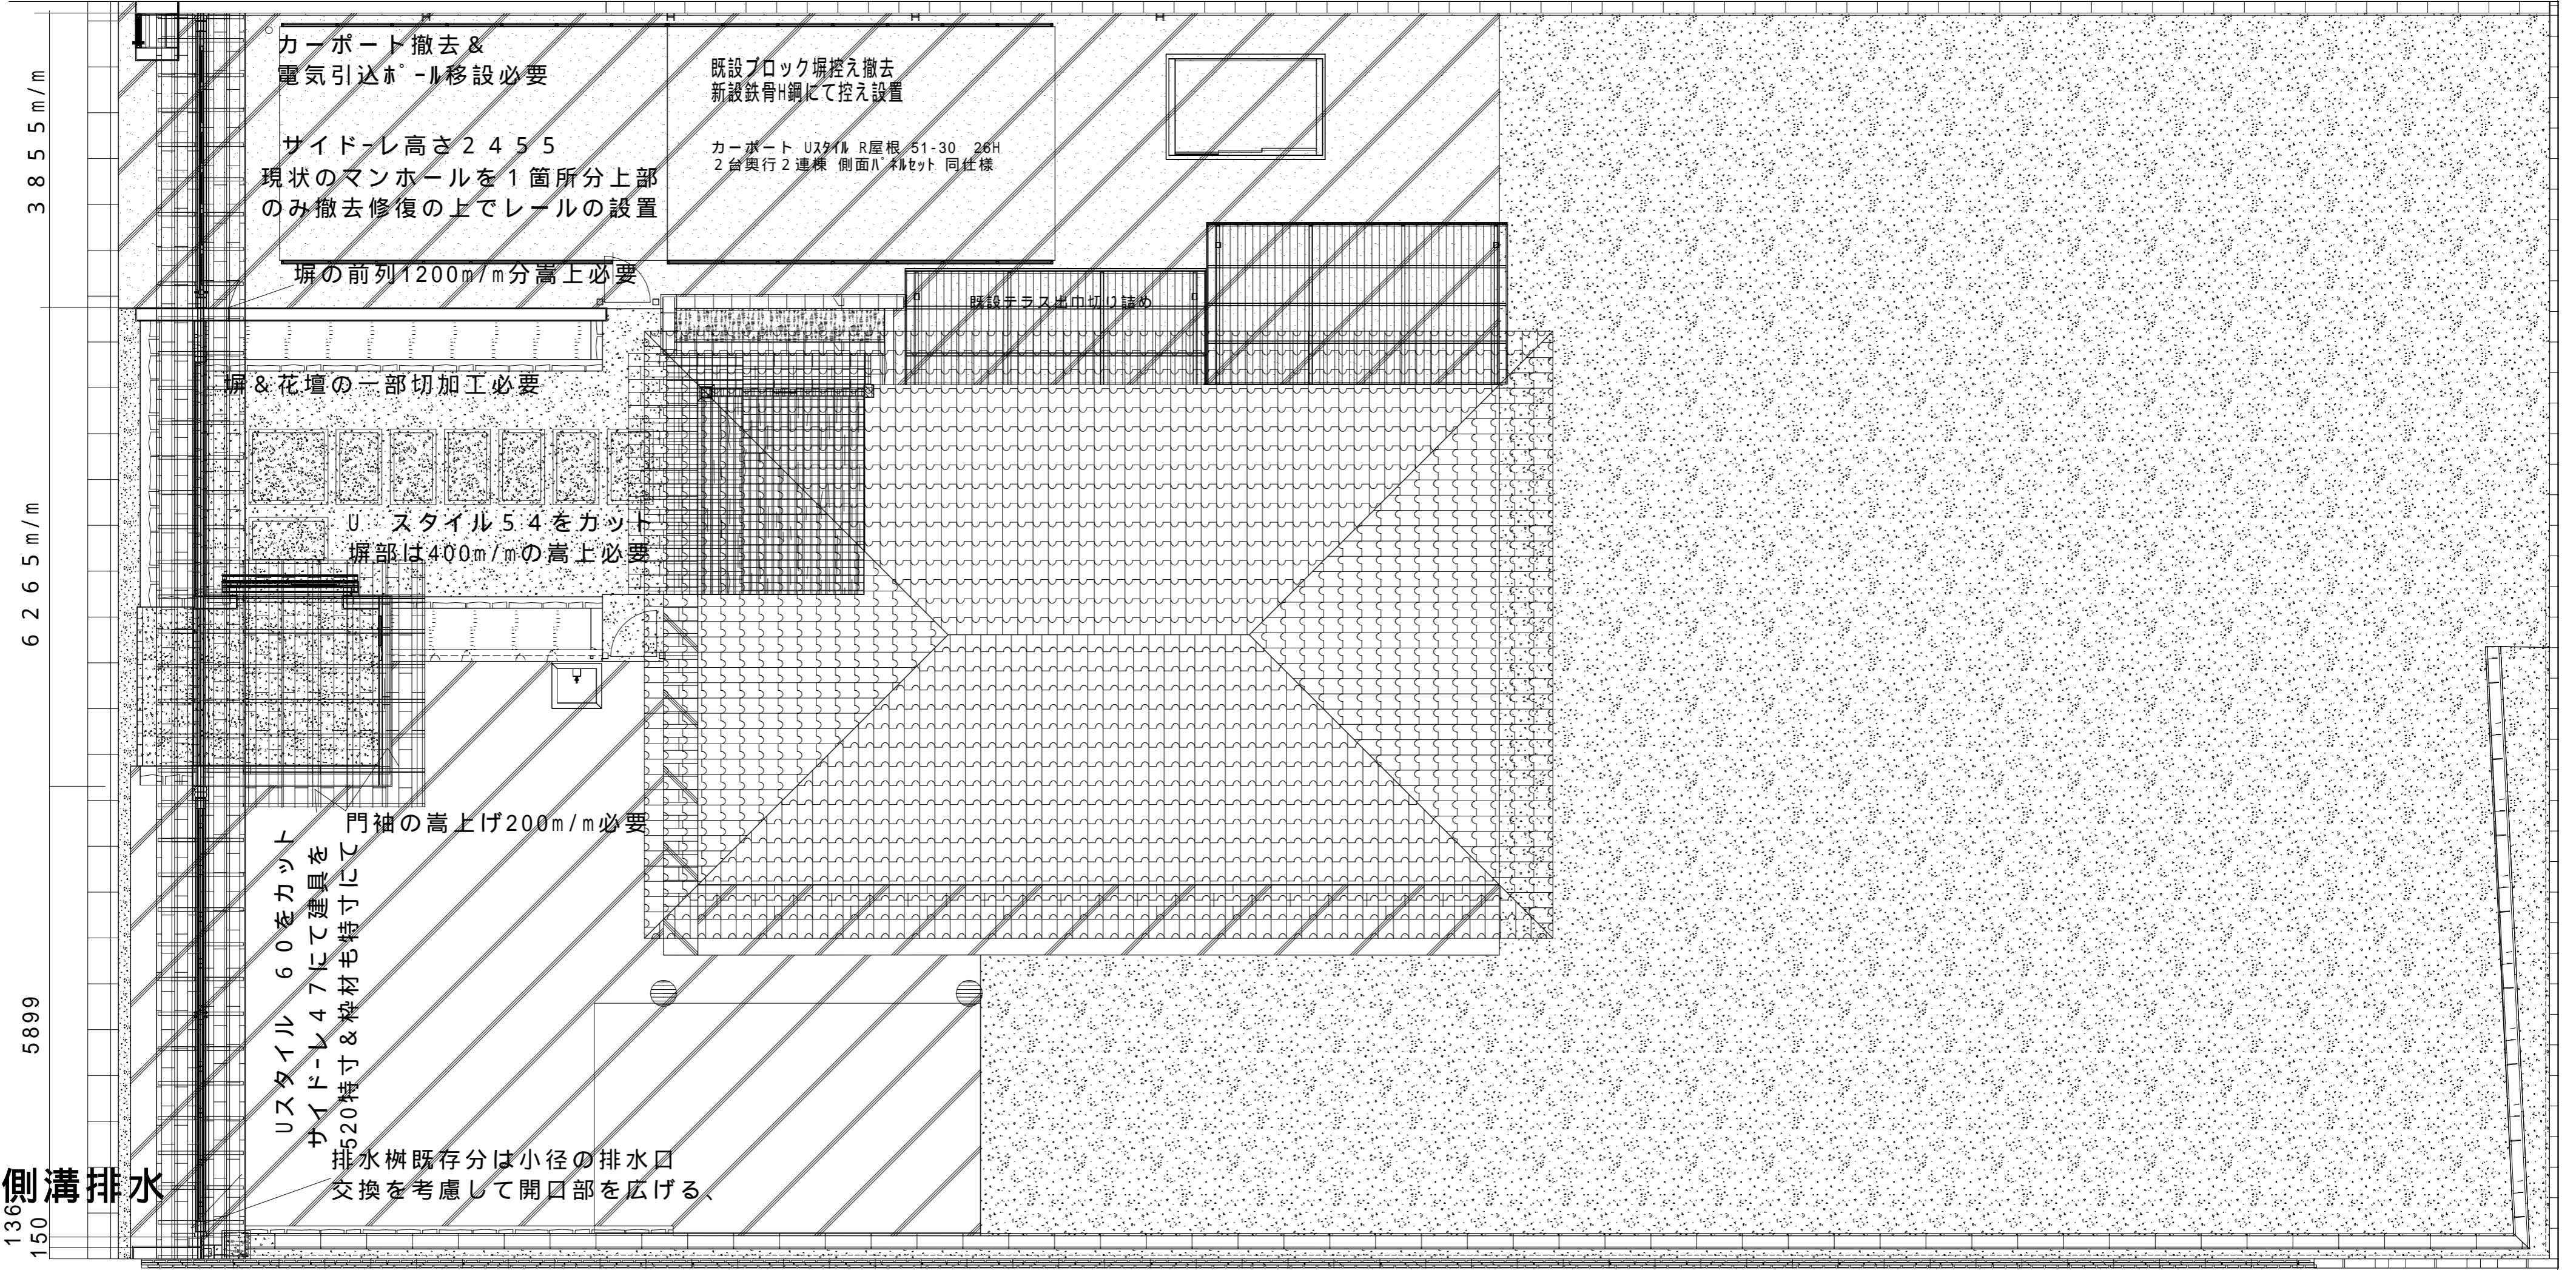 カーポート撤去＆
電気引込ﾎﾟｰﾙ移設必要
既設ブロック塀控え撤去
新設鉄骨H鋼にて控え設置
サイドｰレ高さ２４５５
現状のマンホールを１箇所分上部
のみ撤去修復の上でレールの設置
カーポート Uｽﾀｲﾙ R屋根 51-30 26H
２台奥行２連棟 側面ﾊﾟﾈﾙｾｯﾄ 同仕様
3855m/m
塀の前列1200m/m分嵩上必要
既設テラス出巾切り詰め
塀＆花壇の一部切加工必要
U スタイル５４をカット
塀部は400m/mの嵩上必要
6265m/m
門袖の嵩上げ200m/m必要
Uスタイル ６０をカット
サイドｰレ４７にて建具を
520特寸＆枠材も特寸にて
5899
排水桝既存分は小径の排水口
交換を考慮して開口部を広げる、
側溝排水
136
150